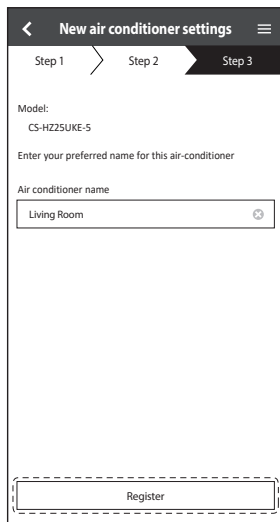 New air conditioner settings
Step 1 Step 2 Step 3
Model:
CS-HZ25UKE-5
Enter your preferred name for this air-conditioner
Air conditioner name
Living Room
Register